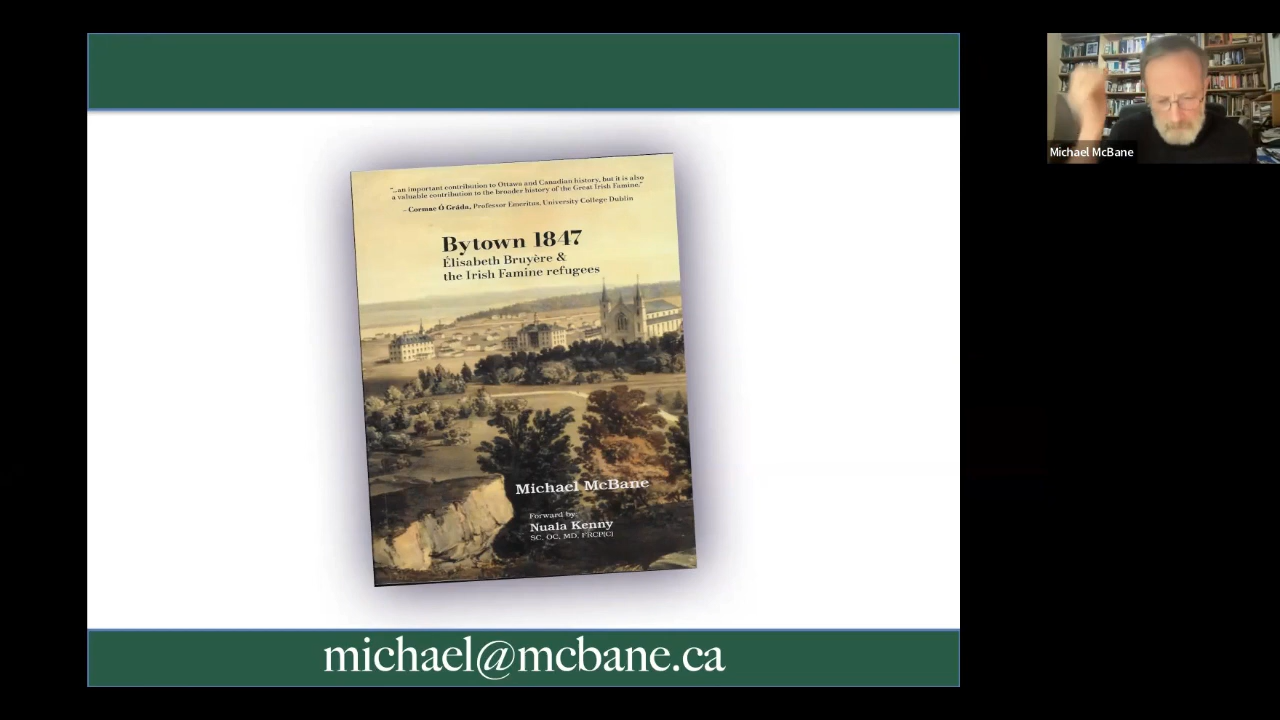 "...an important contribution to Ottawa and Canadian history, but it is also
a valuable contribution to the broader history of the Great Irish Famine."
–Cormac Ó Gráda, Professor Emeritus, University College Dublin
Bytown 1847
Élisabeth Bruyère &
the Irish Famine refugees
Michael McBane
Forward by:
Nuala Kenny
SC, OC, MD, FRCP(C)
michael@mcbane.ca
Michael McBane